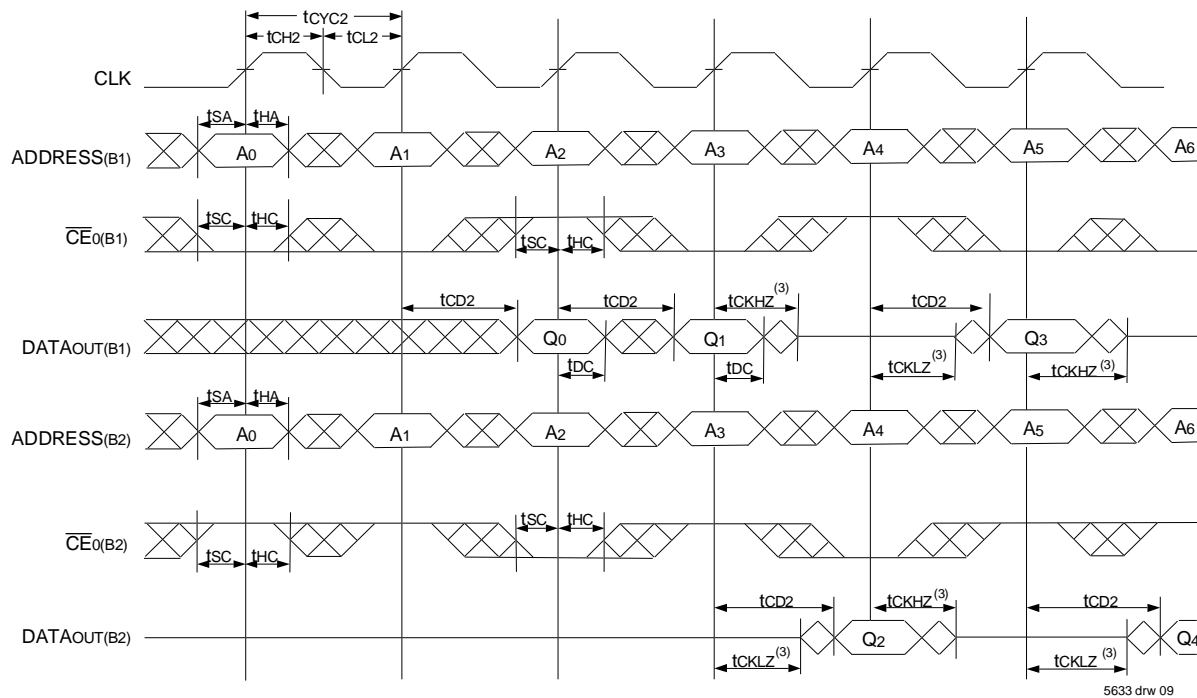 tCYC2
tCH2 tCL2
CLK
tSA tHA
ADDRESS(B1) A0 A1 A2 A3 A4 A5 A6
tSC tHC
CE0(B1)
tSC tHC
tCD2 tCD2 tCKHZ(3) tCD2
DATAOUT(B1) Q0 Q1 Q3
tDC tDC tCKLZ(3) tCKHZ(3)
tSA tHA
ADDRESS(B2) A0 A1 A2 A3 A4 A5 A6
tSC tHC
CE0(B2)
tSC tHC
tCD2 tCKHZ(3) tCD2
DATAOUT(B2) Q2 Q4
tCKLZ(3) tCKLZ(3)
5633 drw 09